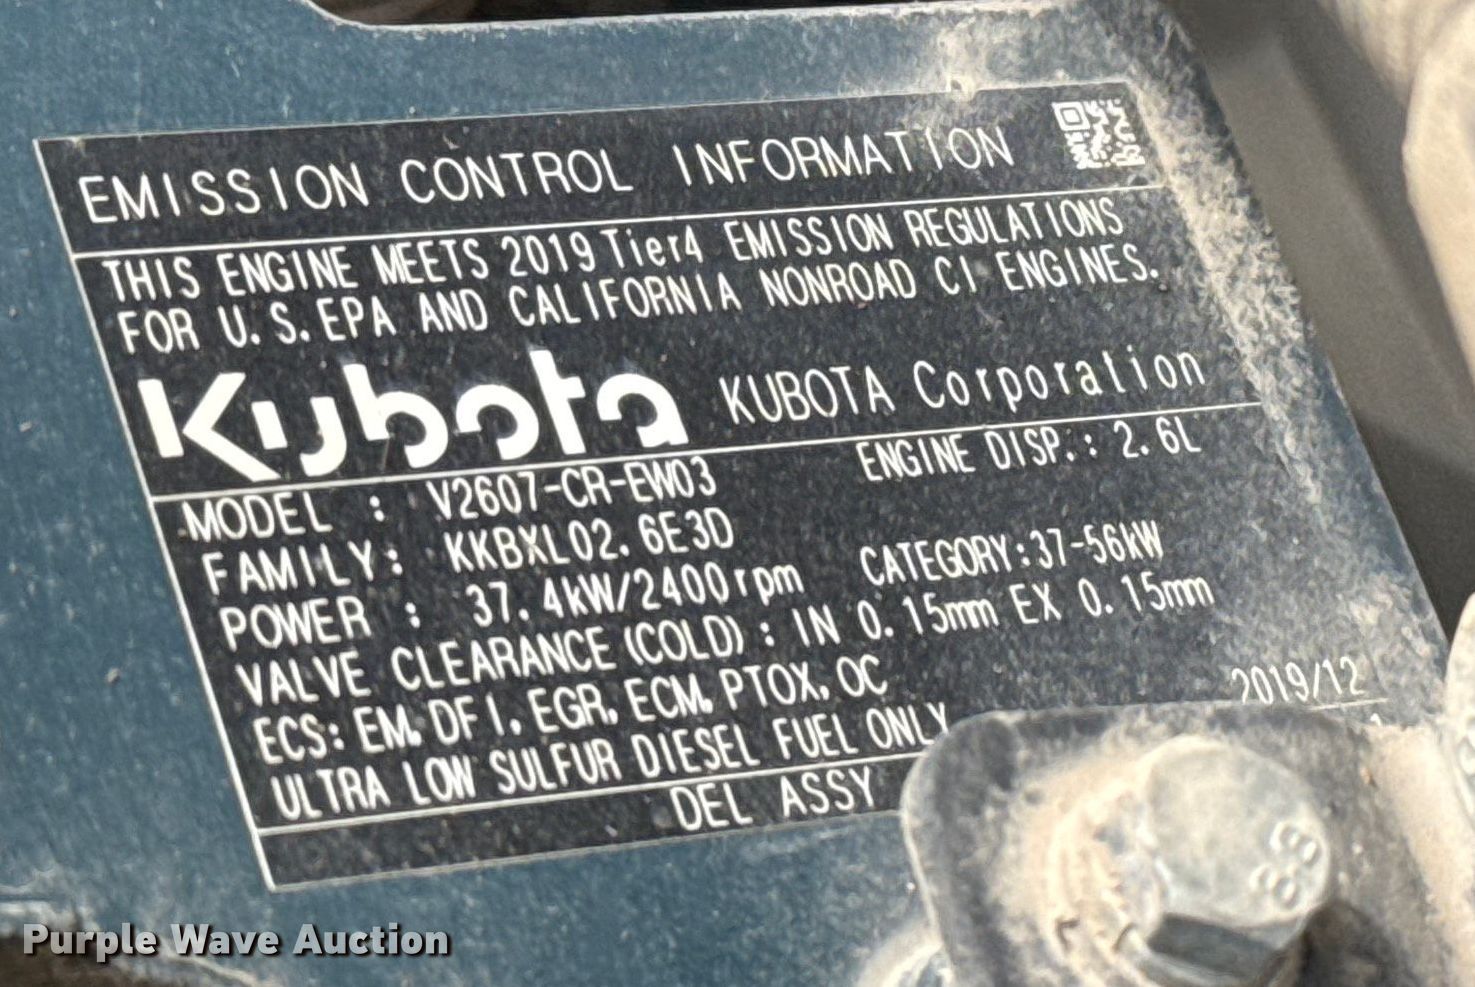 EMISSION CONTROL INFORMATION
THIS ENGINE MEETS 2019 Tier4 EMISSION REGULATIONS
FOR U.S.EPA AND CALIFORNIA NONROAD CI ENGINES.
Kubota KUBOTA Corporation
MODEL : V2607-CR-EW03 ENGINE DISP.: 2.6L
FAMILY: KKBXL02.6E3D
POWER : 37.4kW/2400rpm CATEGORY:37-56kW
VALVE CLEARANCE(COLD): IN 0.15mm EX 0.15mm
ECS: EM, DFI, EGR, ECM, PTOX, OC
2019/12
ULTRA LOW SULFUR DIESEL FUEL ONLY
DEL ASSY
Purple Wave Auction